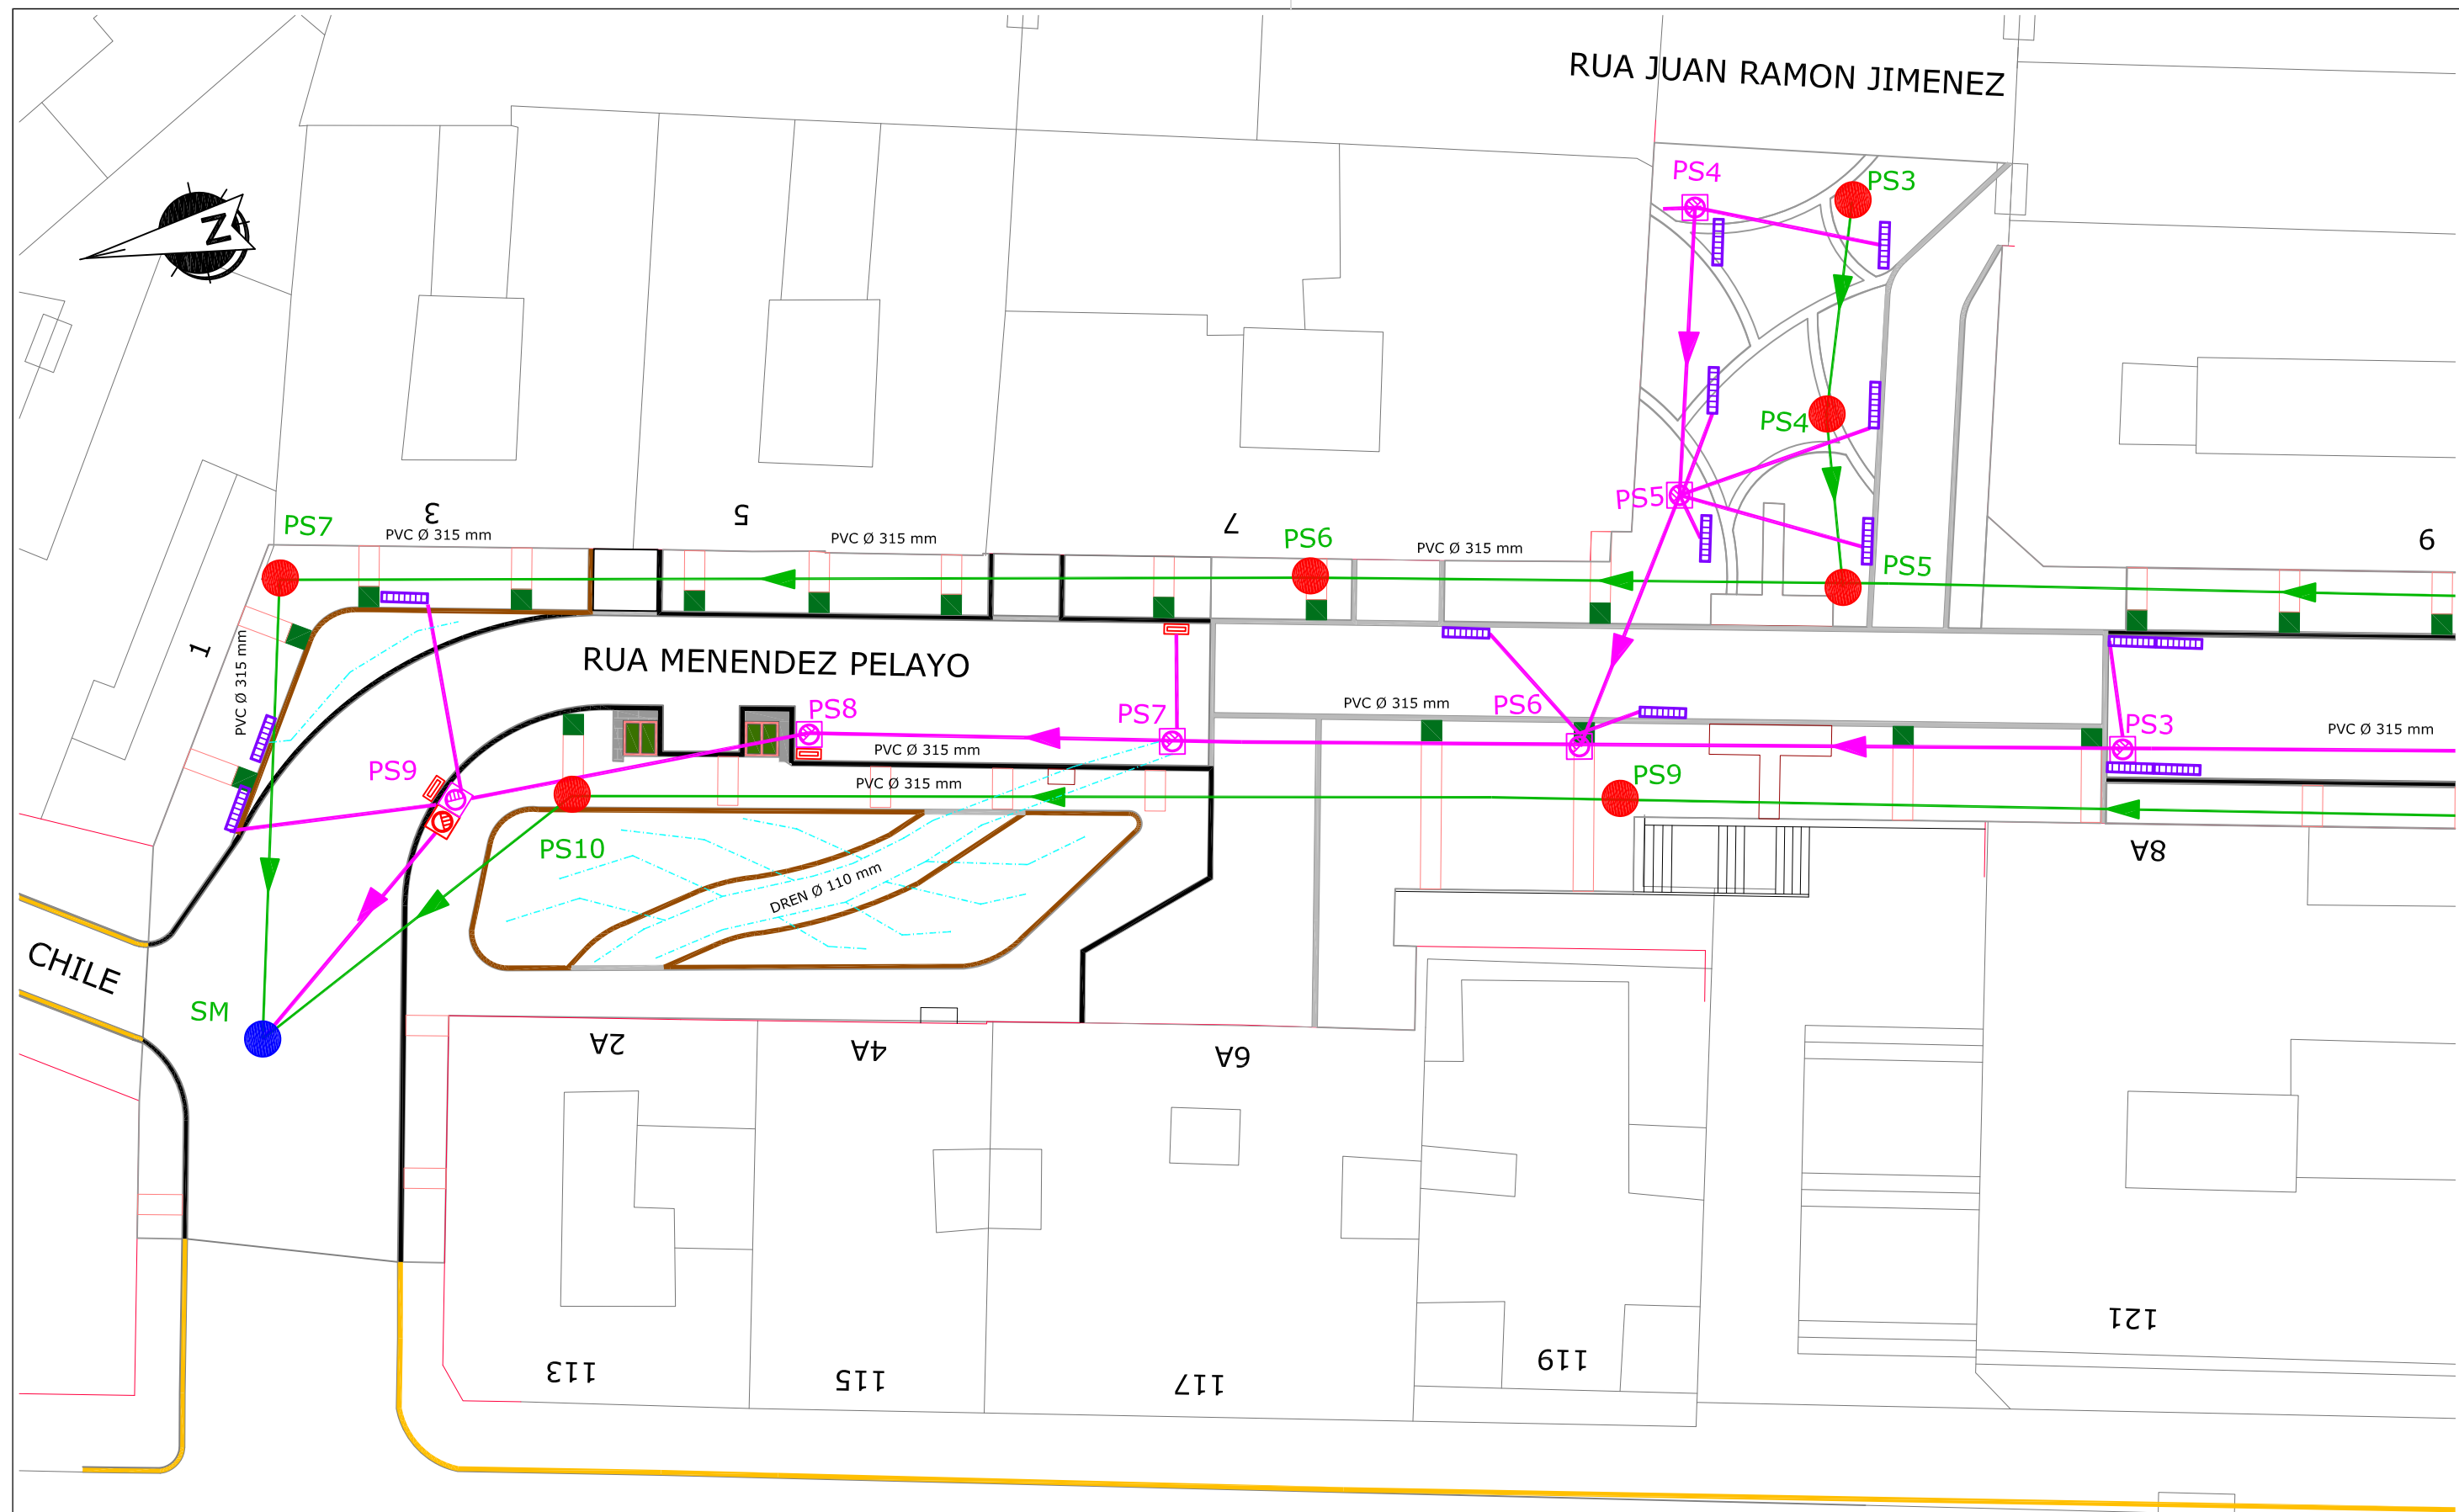 RUA JUAN RAMON JIMENEZ
PS4
PS3
N
PS4
PS5
3
5
7
PS7
PVC Ø 315 mm
PVC Ø 315 mm
PS6
PVC Ø 315 mm
PS5
9
1
PVC Ø 315 mm
RUA MENENDEZ PELAYO
PS8
PS7
PVC Ø 315 mm
PS6
PS3
PVC Ø 315 mm
PS9
PVC Ø 315 mm
PVC Ø 315 mm
PS9
PS10
8A
DREN Ø 110 mm
CHILE
SM
2A
4A
6A
113
115
117
119
121